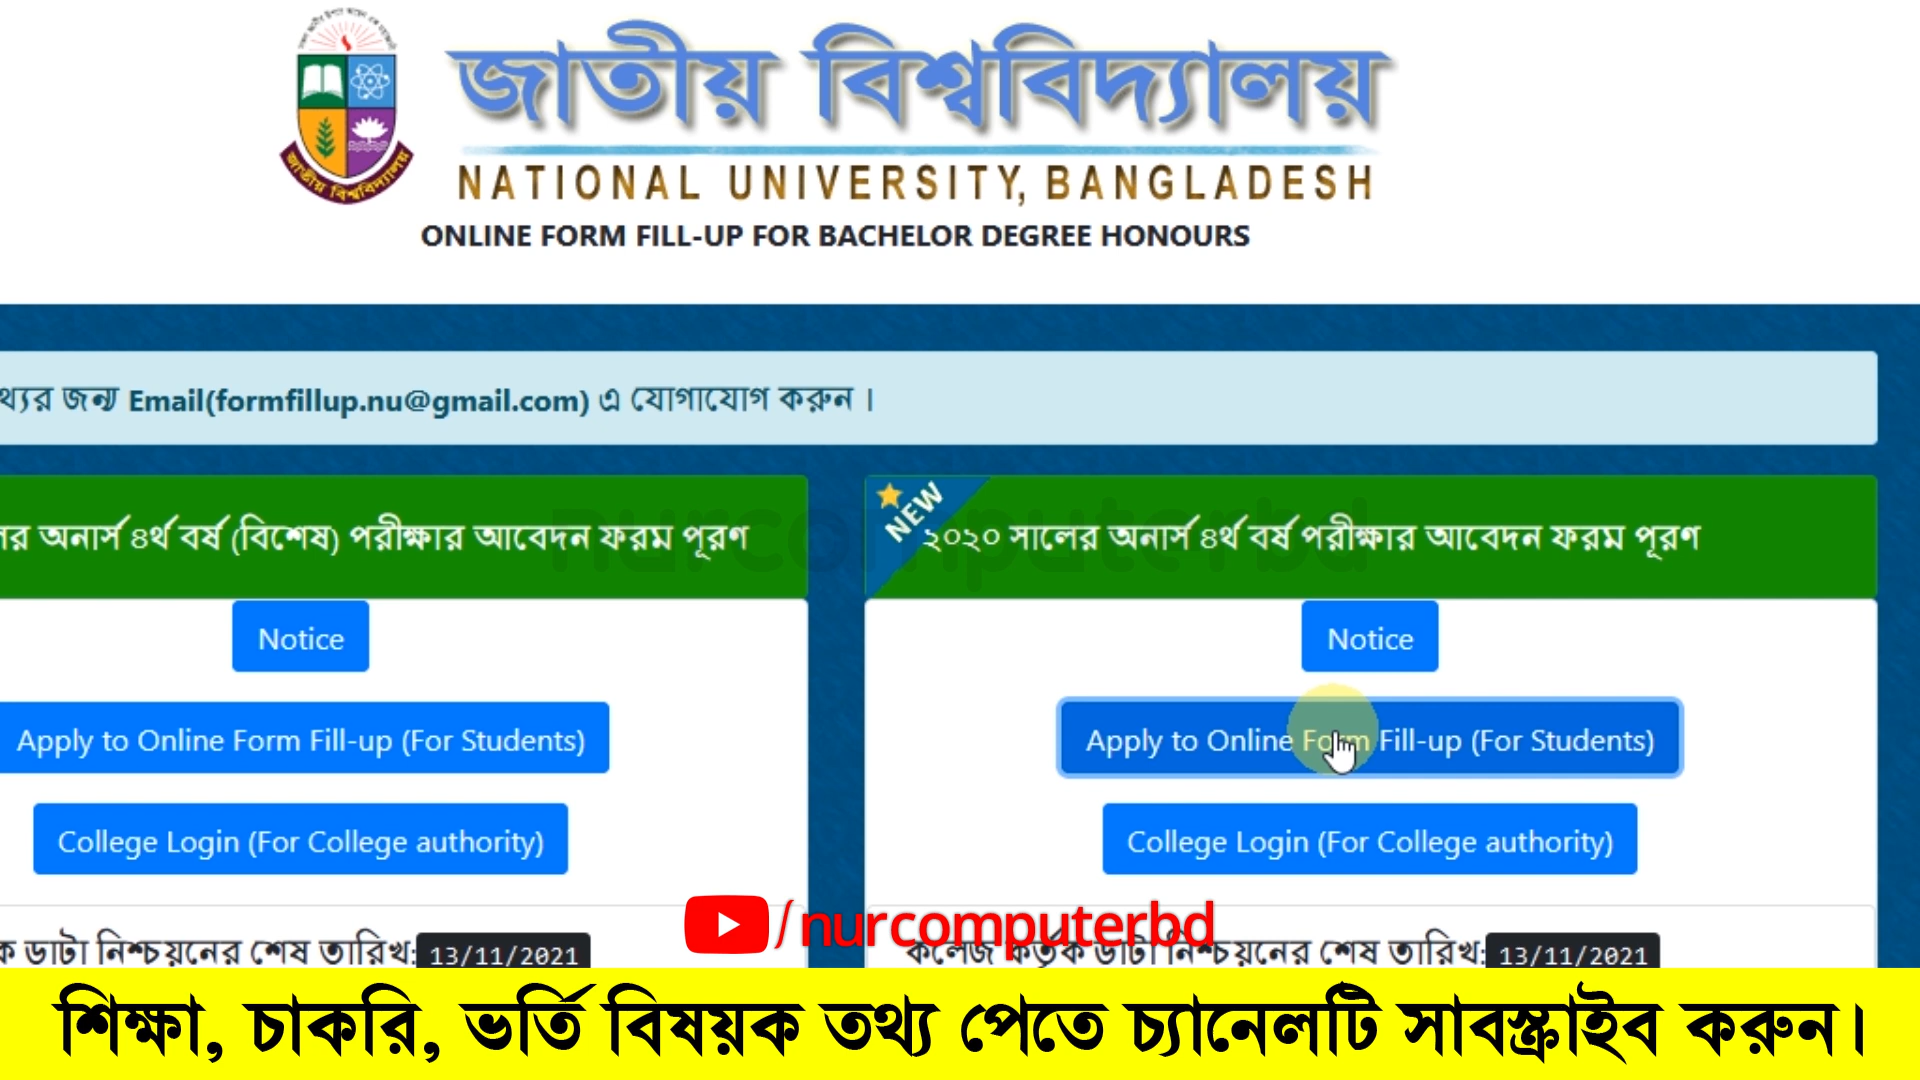 জাতীয় বিশ্ববিদ্যালয়
NATIONAL UNIVERSITY, BANGLADESH
জাতীয় বিশ্ববিদ্যালয়
ONLINE FORM FILL-UP FOR BACHELOR DEGREE HONOURS
থ্যর জন্য Email(formfillup.nu@gmail.com) এ যোগাযোগ করুন ।
লের অনার্স ৪র্থ বর্ষ (বিশেষ) পরীক্ষার আবেদন ফরম পূরণ
NEW
২০২০ সালের অনার্স ৪র্থ বর্ষ পরীক্ষার আবেদন ফরম পূরণ
nurcomputerbd
Notice
Notice
Apply to Online Form Fill-up (For Students)
Apply to Online Form Fill-up (For Students)
College Login (For College authority)
College Login (For College authority)
/nurcomputerbd
ক ডাটা নিশ্চয়নের শেষ তারিখ: 13/11/2021
কলেজ কর্তৃক ডাটা নিশ্চয়নের শেষ তারিখ: 13/11/2021
শিক্ষা, চাকরি, ভর্তি বিষয়ক তথ্য পেতে চ্যানেলটি সাবস্ক্রাইব করুন।